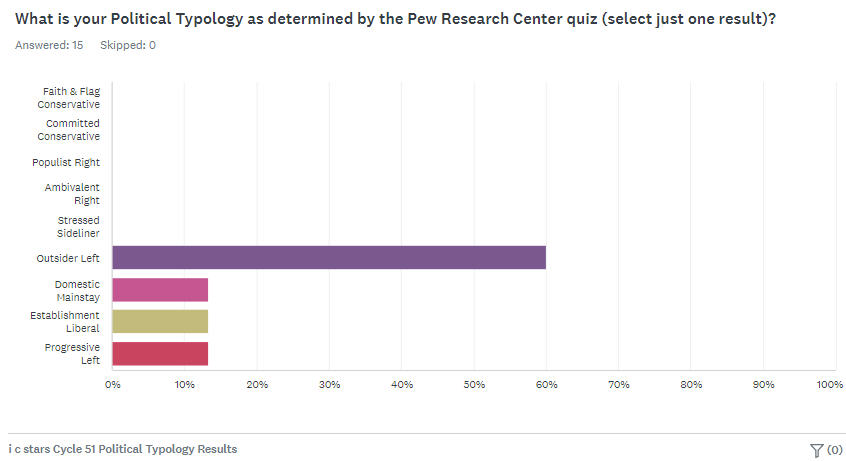 What is your Political Typology as determined by the Pew Research Center quiz (select just one result)?
Answered: 15 Skipped: 0
Faith & Flag
Conservative
Committed
Conservative
Populist Right
Ambivalent
Right
Stressed
Sideliner
Outsider Left
Domestic
Mainstay
Establishment
Liberal
Progressive
Left
0% 10% 20% 30% 40% 50% 60% 70% 80% 90% 100%
i c stars Cycle 51 Political Typology Results (0)